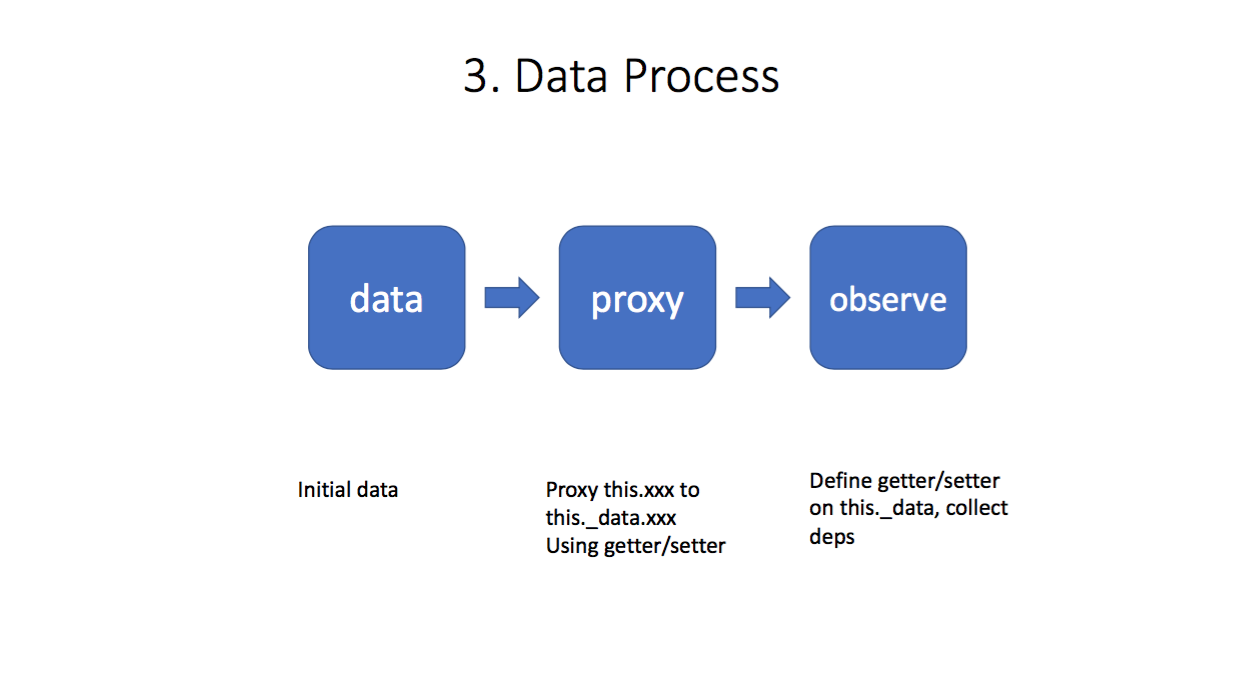 3. Data Process
data
proxy
observe
Initial data
Proxy this.xxx to
this._data.xxx
Using getter/setter
Define getter/setter
on this._data, collect
deps